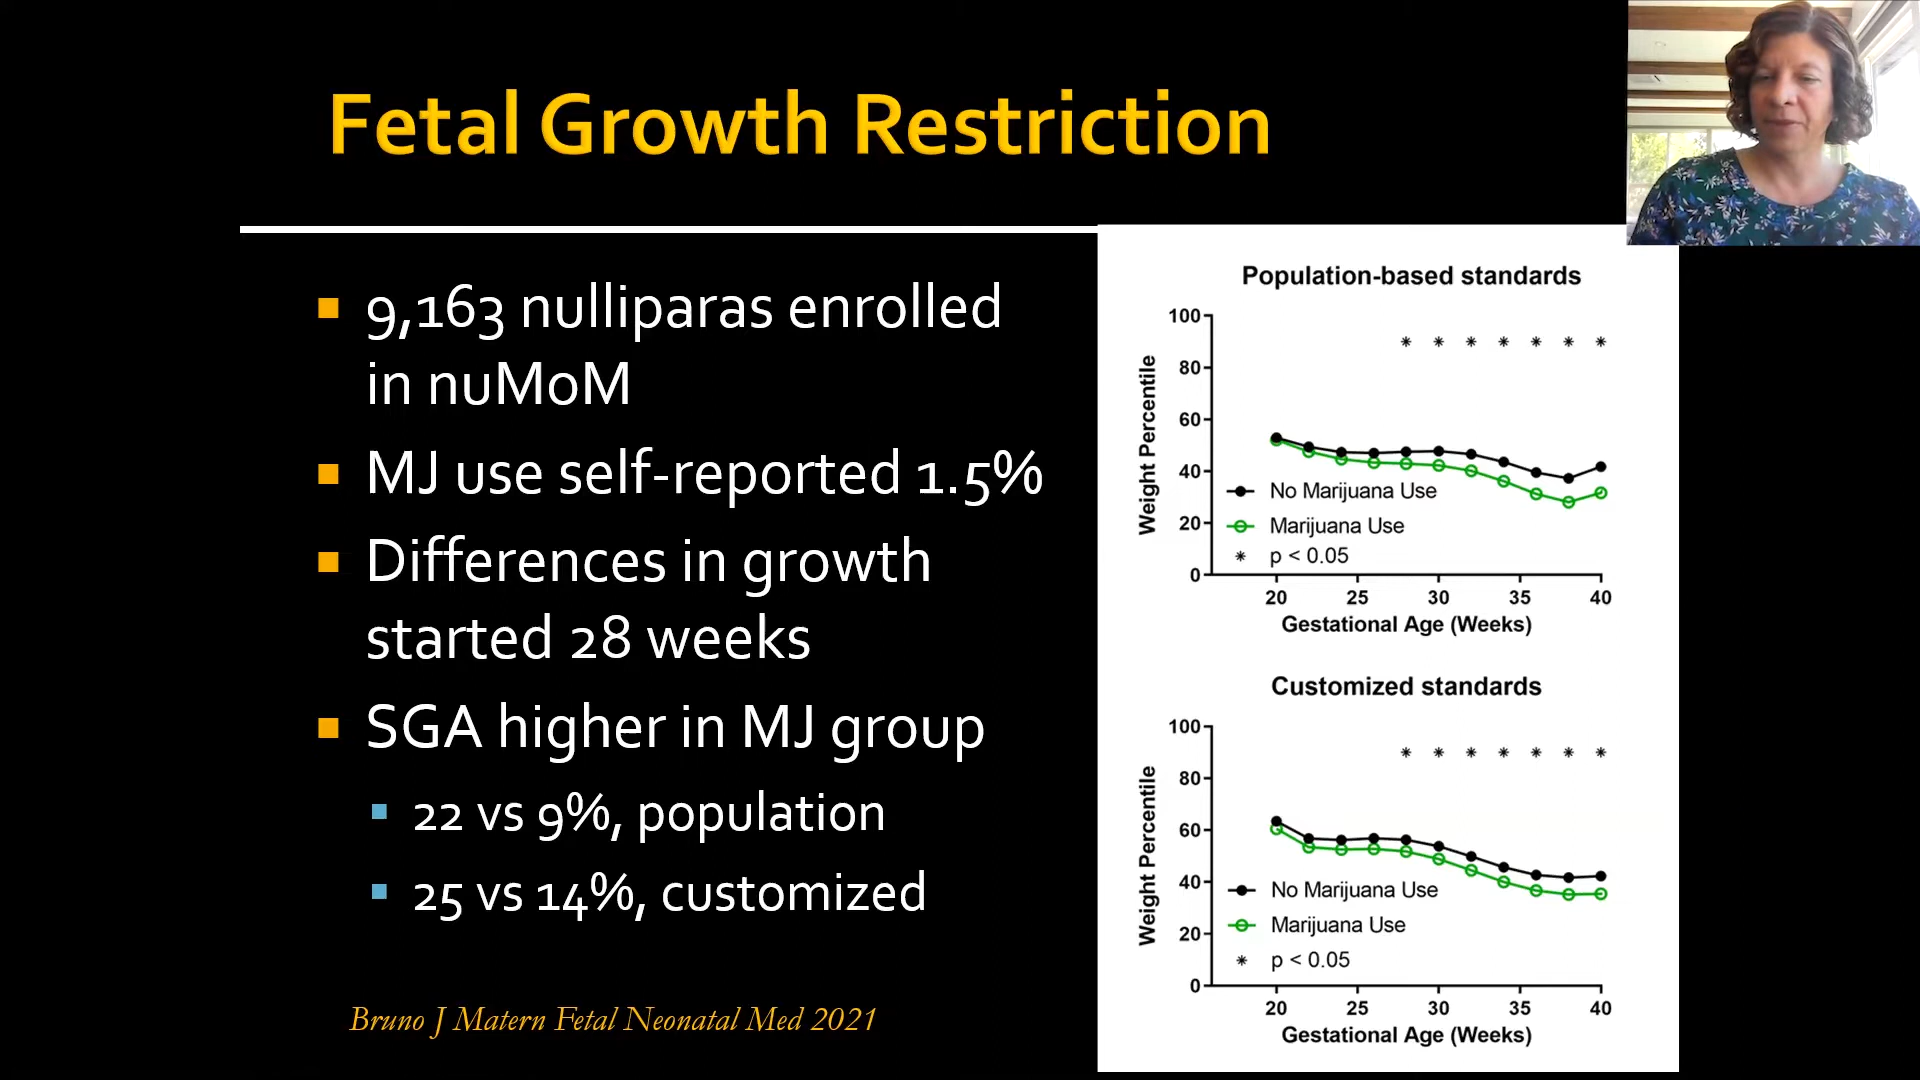 Fetal Growth Restriction
9,163 nulliparas enrolled
in nuMoM
MJ use self-reported 1.5%
Differences in growth
started 28 weeks
SGA higher in MJ group
22 vs 9%, population
25 vs 14%, customized
Bruno J Matern Fetal Neonatal Med 2021
Population-based standards
Weight Percentile
100
80
60
40
20
0
* * * * * * *
No Marijuana Use
Marijuana Use
* p < 0.05
20 25 30 35 40
Gestational Age (Weeks)
Customized standards
Weight Percentile
100
80
60
40
20
0
* * * * * * *
No Marijuana Use
Marijuana Use
* p < 0.05
20 25 30 35 40
Gestational Age (Weeks)